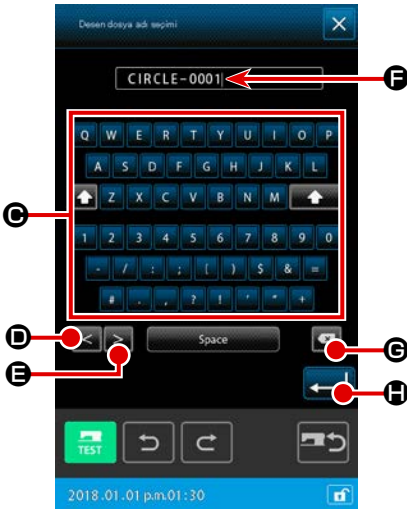 Desen dosya adı seçimi
CIRCLE-0001
F
Q W E R T Y U I O P
A S D F G H J K L
Z X C V B N M
C
1 2 3 4 5 6 7 8 9 0
- / : ; ( ) $ & =
# . , ? ! ' " +
D
< > Space
E
G
H
TEST
2018.01.01 p.m.01:30